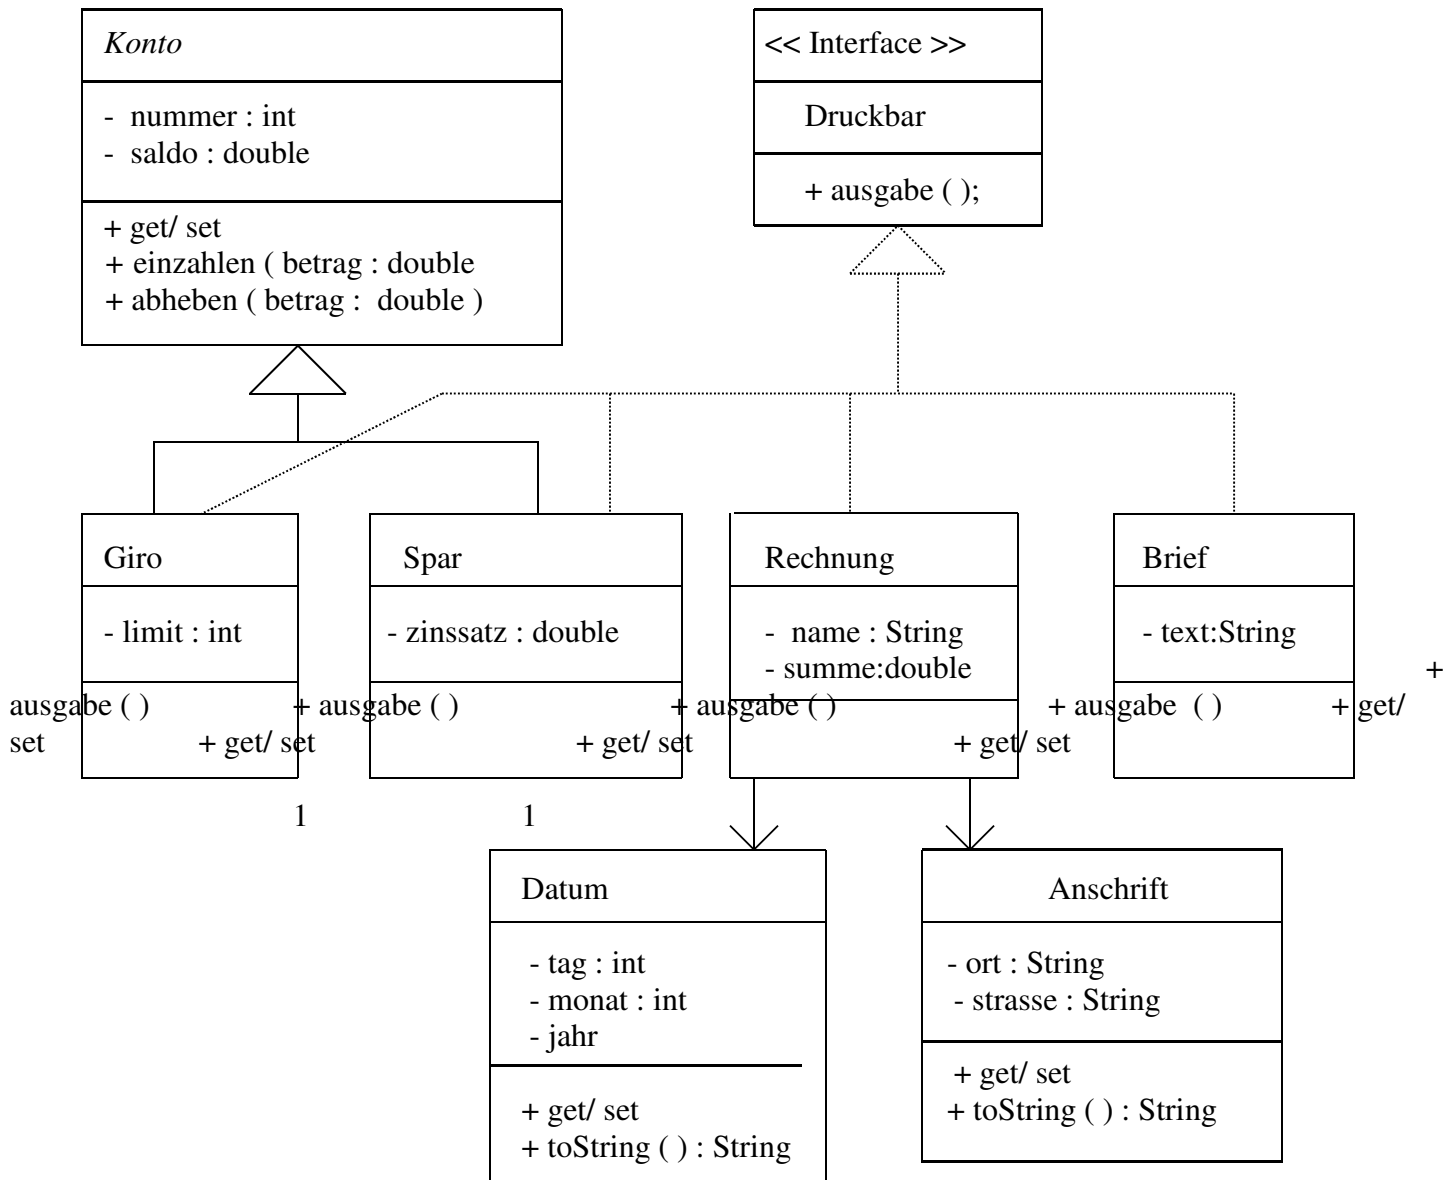 Konto
- nummer : int
- saldo : double
+ get/ set
+ einzahlen ( betrag : double
+ abheben ( betrag : double )
<< Interface >>
Druckbar
+ ausgabe ( );
Giro
- limit : int
Spar
- zinssatz : double
Rechnung
- name : String
- summe:double
Brief
- text:String
+
ausgabe ( ) + ausgabe ( ) + ausgabe ( ) + ausgabe ( ) + get/
set + get/ set + get/ set + get/ set
1 1
Datum
- tag : int
- monat : int
- jahr
+ get/ set
+ toString ( ) : String
Anschrift
- ort : String
- strasse : String
+ get/ set
+ toString ( ) : String